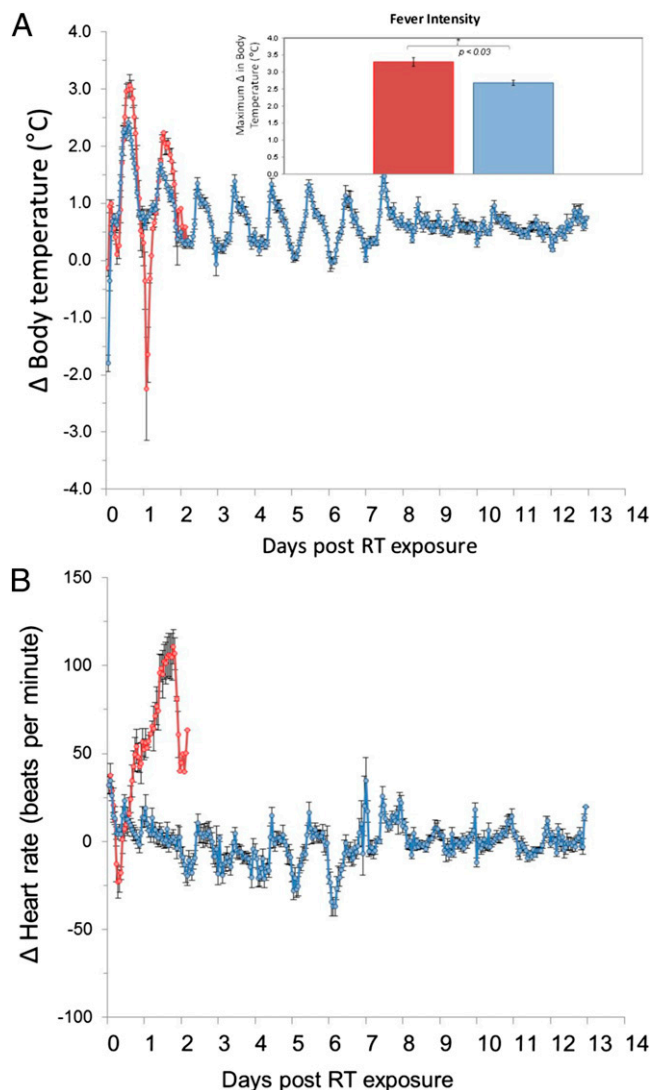 A
Fever Intensity
*
p < 0.03
Maximum Δ in Body
Temperature (°C)
4.0
3.5
3.0
2.5
2.0
1.5
1.0
0.5
0.0
Δ Body temperature (°C)
4.0
3.0
2.0
1.0
0.0
-1.0
-2.0
-3.0
-4.0
0 1 2 3 4 5 6 7 8 9 10 11 12 13 14
Days post RT exposure
B
Δ Heart rate (beats per minute)
150
100
50
0
-50
-100
0 1 2 3 4 5 6 7 8 9 10 11 12 13 14
Days post RT exposure